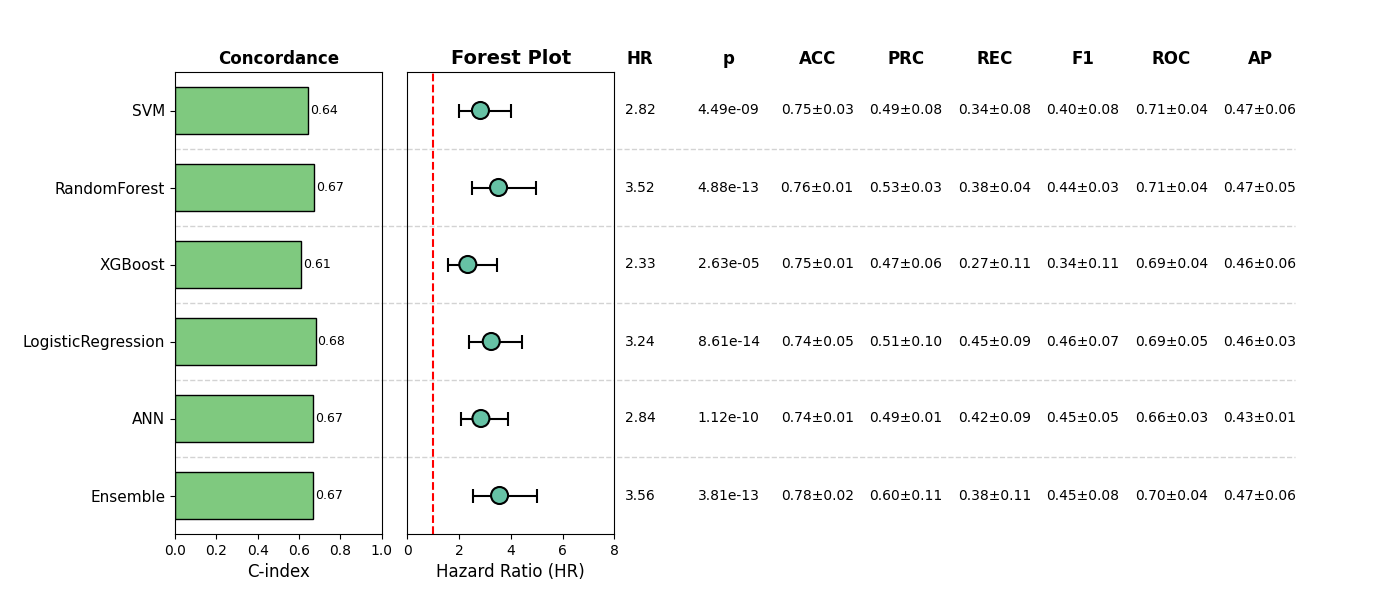 Concordance Forest Plot HR p ACC PRC REC F1 ROC AP
SVM 0.64 2.82 4.49e-09 0.75±0.03 0.49±0.08 0.34±0.08 0.40±0.08 0.71±0.04 0.47±0.06
RandomForest 0.67 3.52 4.88e-13 0.76±0.01 0.53±0.03 0.38±0.04 0.44±0.03 0.71±0.04 0.47±0.05
XGBoost 0.61 2.33 2.63e-05 0.75±0.01 0.47±0.06 0.27±0.11 0.34±0.11 0.69±0.04 0.46±0.06
LogisticRegression 0.68 3.24 8.61e-14 0.74±0.05 0.51±0.10 0.45±0.09 0.46±0.07 0.69±0.05 0.46±0.03
ANN 0.67 2.84 1.12e-10 0.74±0.01 0.49±0.01 0.42±0.09 0.45±0.05 0.66±0.03 0.43±0.01
Ensemble 0.67 3.56 3.81e-13 0.78±0.02 0.60±0.11 0.38±0.11 0.45±0.08 0.70±0.04 0.47±0.06
0.0 0.2 0.4 0.6 0.8 1.0 0 2 4 6 8
C-index Hazard Ratio (HR)